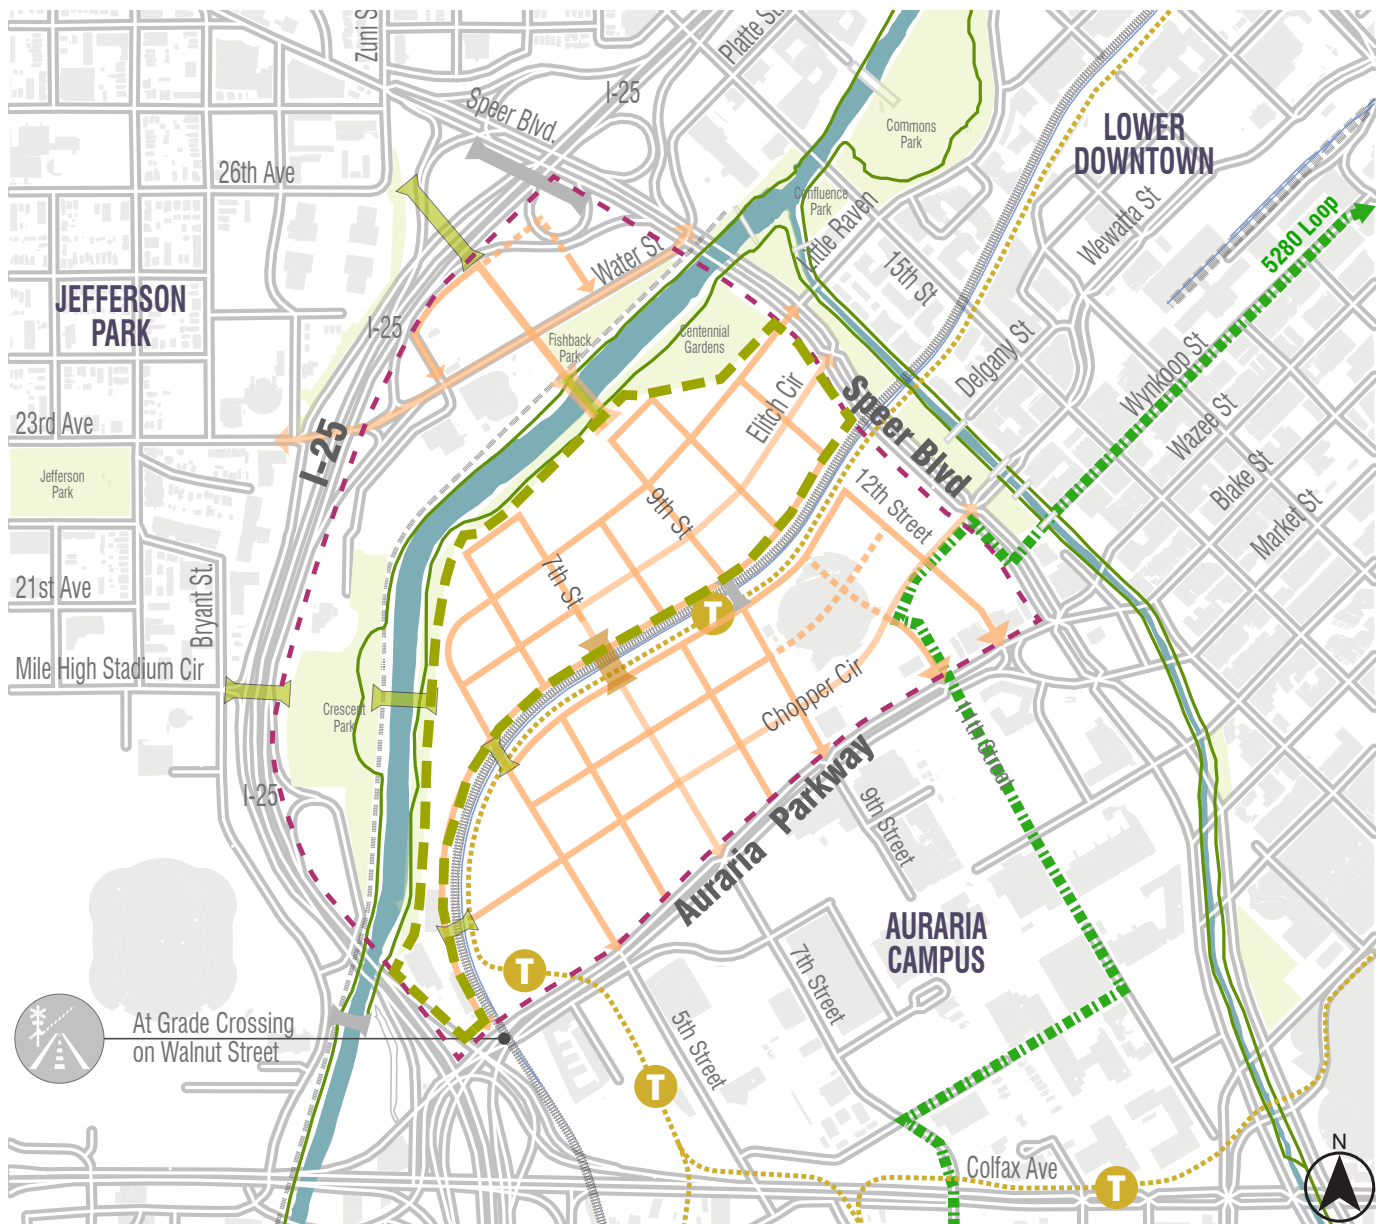 Zuni S
Platte St.
I-25
Speer Blvd.
Commons
Park
LOWER
DOWNTOWN
26th Ave
Confluence
Park
Little Raven
Wewatta St
5280 Loop
Water St
15th St
JEFFERSON
PARK
I-25
Fishback
Park
Centennial
Gardens
Delgany St
Wynkoop St
Elitch Cir
Speer Blvd
23rd Ave
I-25
Wazee St
Jefferson
Park
Blake St
9th St
12th Street
Market St
21st Ave
Bryant St.
7th St
T
Mile High Stadium Cir
Crescent
Park
Chopper Cir
11th Street
I-25
Auraria Parkway
9th Street
AURARIA
CAMPUS
7th Street
T
At Grade Crossing
on Walnut Street
5th Street
T
N
Colfax Ave
T